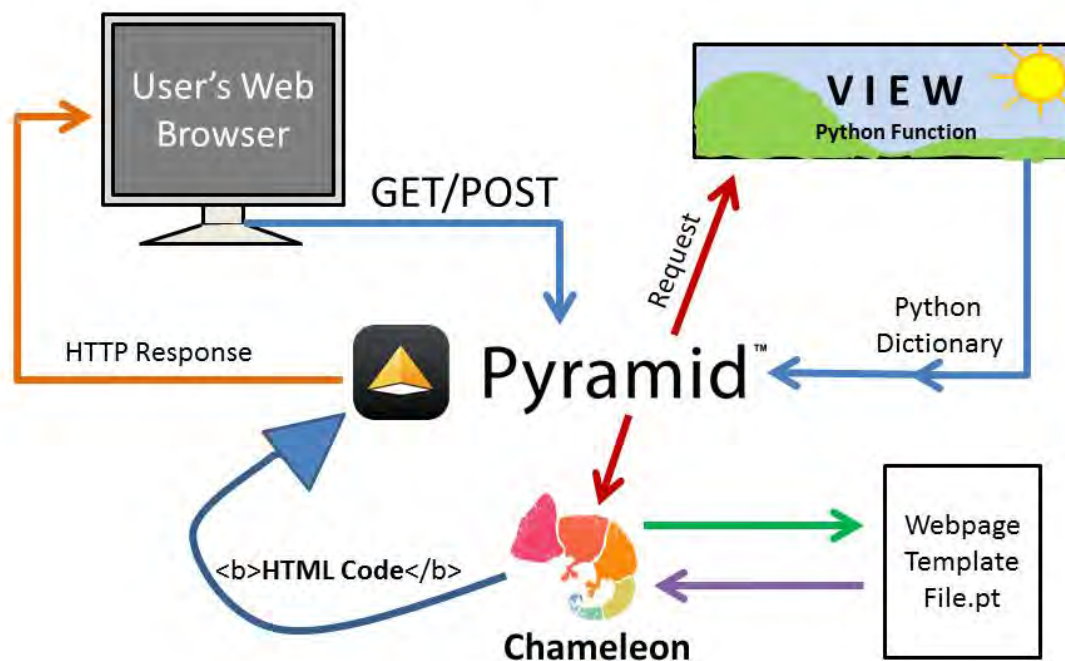 User's Web
Browser
V I E W
Python Function
GET/POST
Request
Python
Dictionary
HTTP Response
Pyramid™
Webpage
Template
File.pt
<b>HTML Code</b>
Chameleon